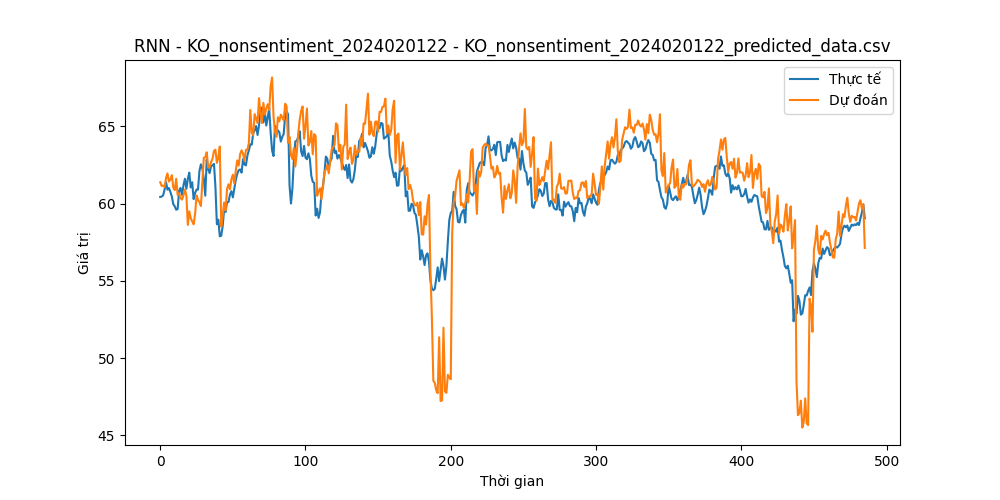 RNN - KO_nonsentiment_2024020122 - KO_nonsentiment_2024020122_predicted_data.csv
Thực tế
Dự đoán
Giá trị
65
60
55
50
45
0 100 200 300 400 500
Thời gian